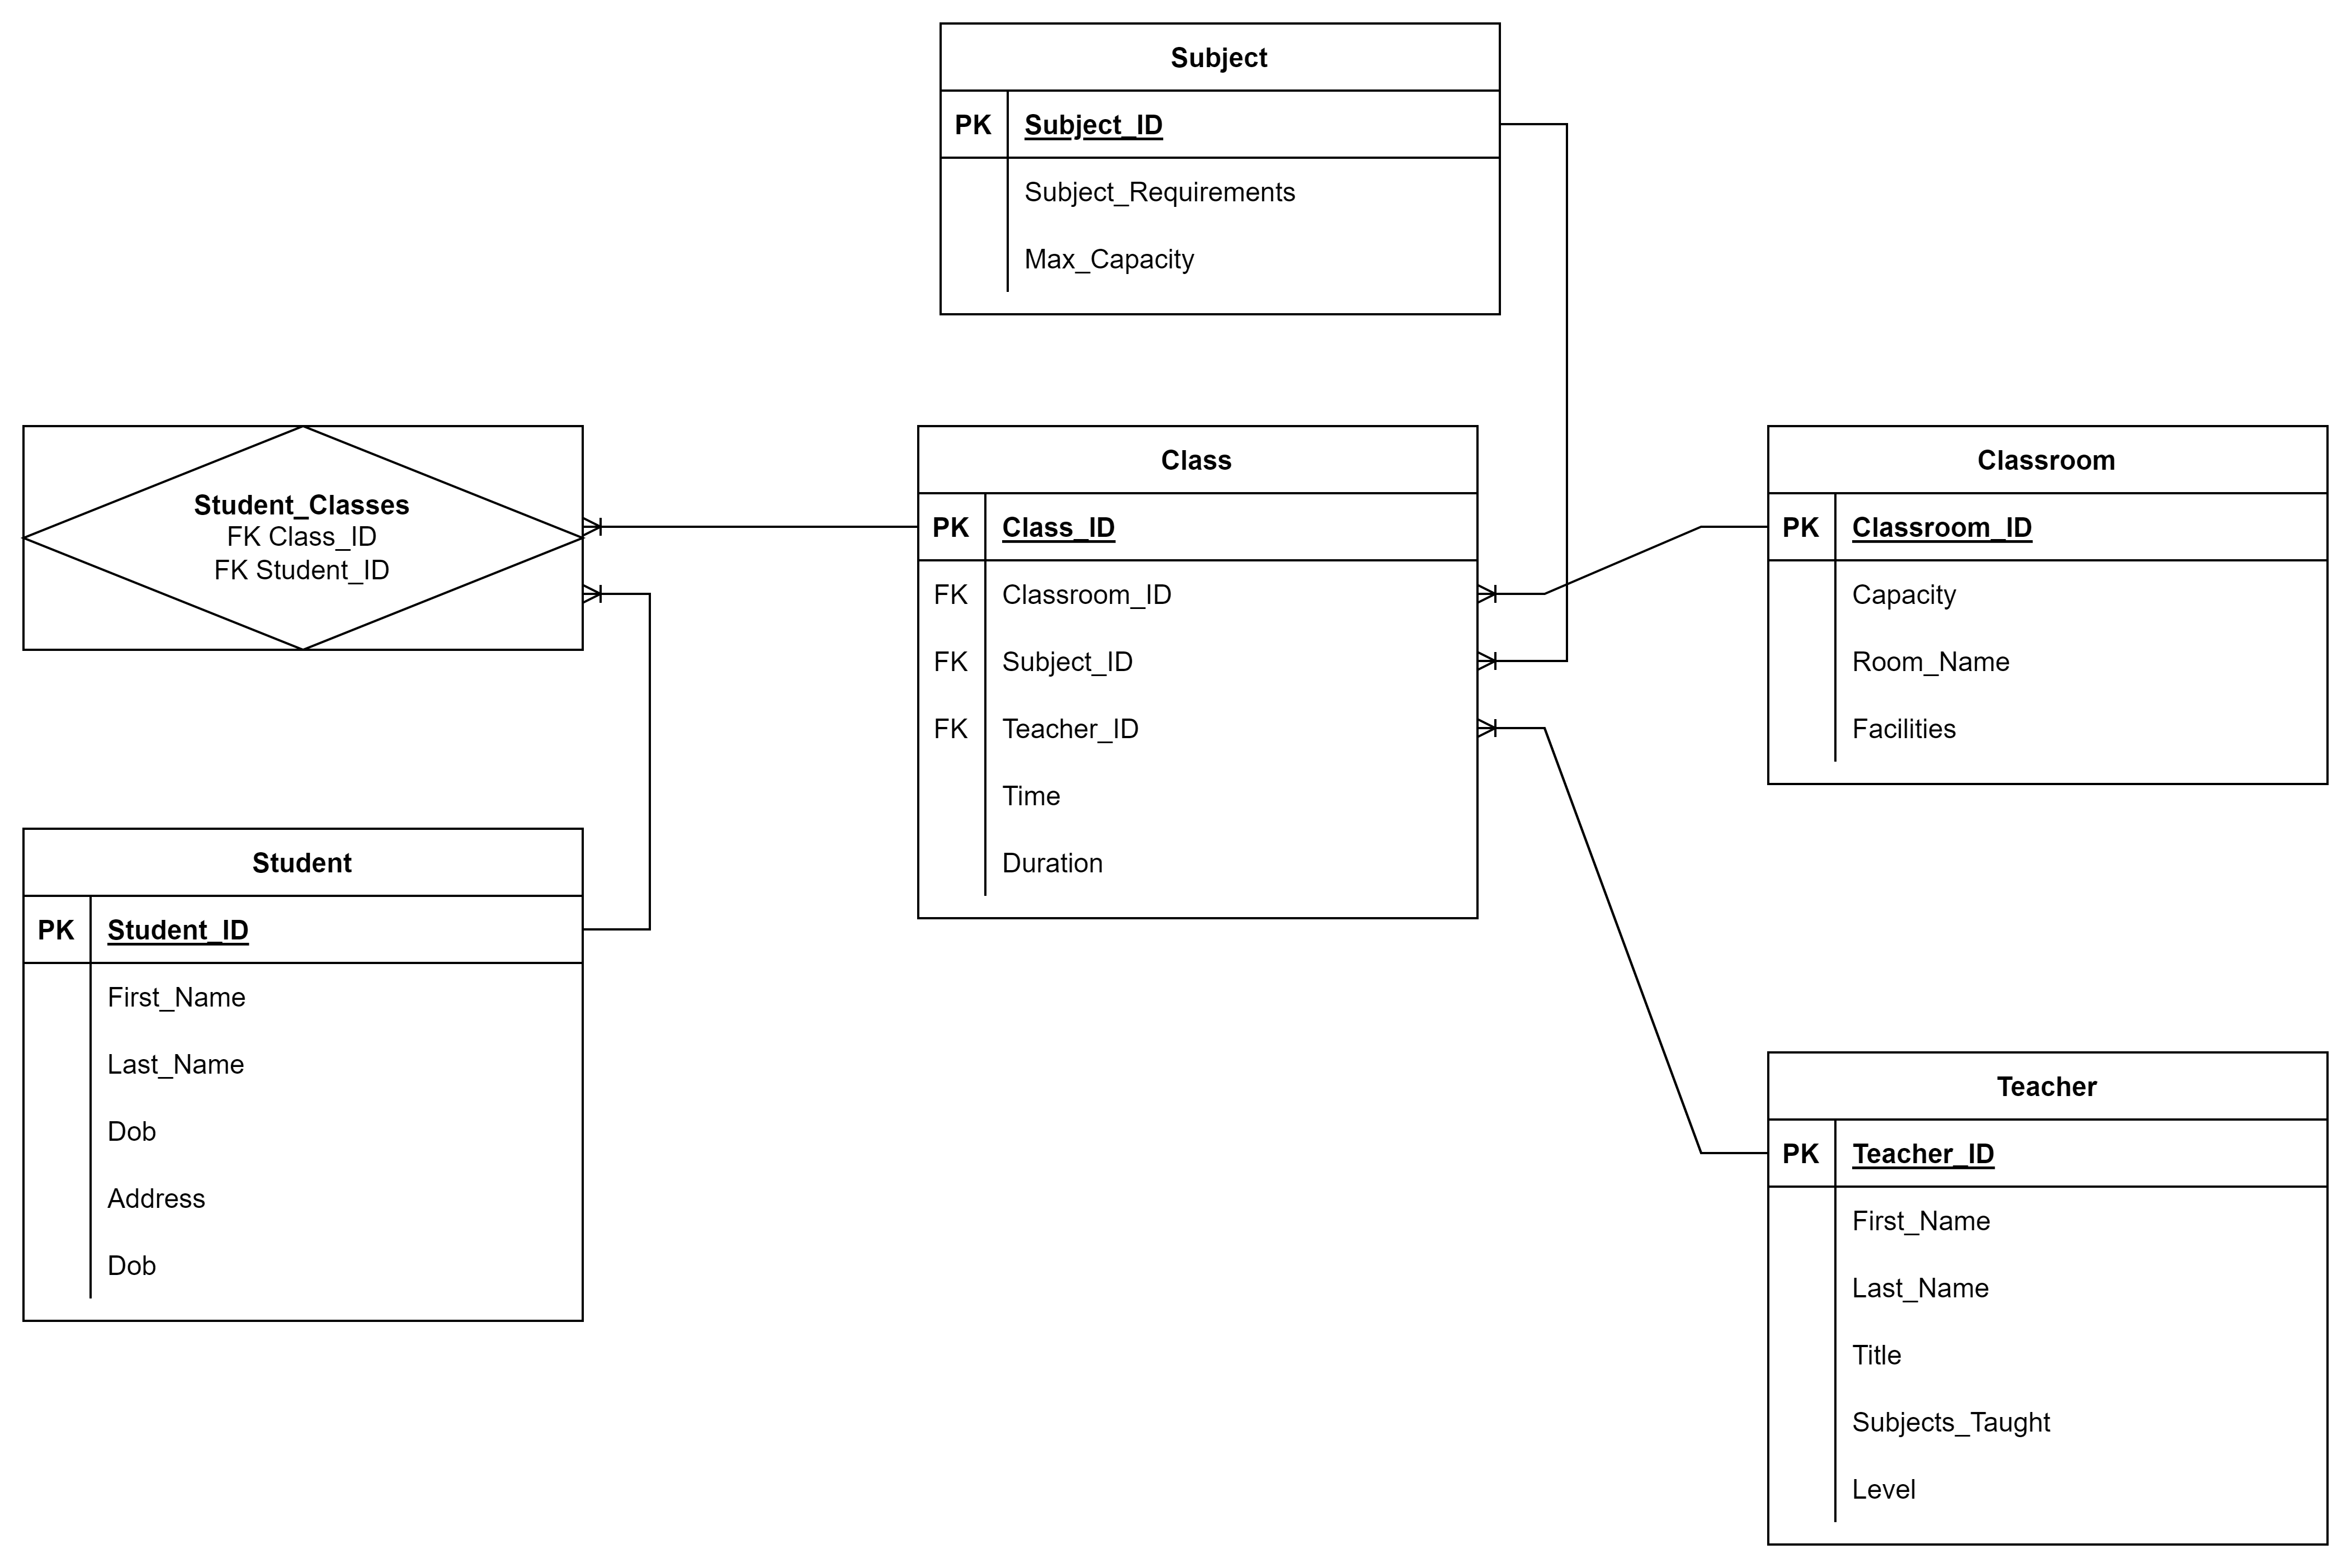 Subject
PK Subject_ID
Subject_Requirements
Max_Capacity
Student_Classes
FK Class_ID
FK Student_ID
Class
PK Class_ID
FK Classroom_ID
FK Subject_ID
FK Teacher_ID
Time
Duration
Classroom
PK Classroom_ID
Capacity
Room_Name
Facilities
Student
PK Student_ID
First_Name
Last_Name
Dob
Address
Dob
Teacher
PK Teacher_ID
First_Name
Last_Name
Title
Subjects_Taught
Level